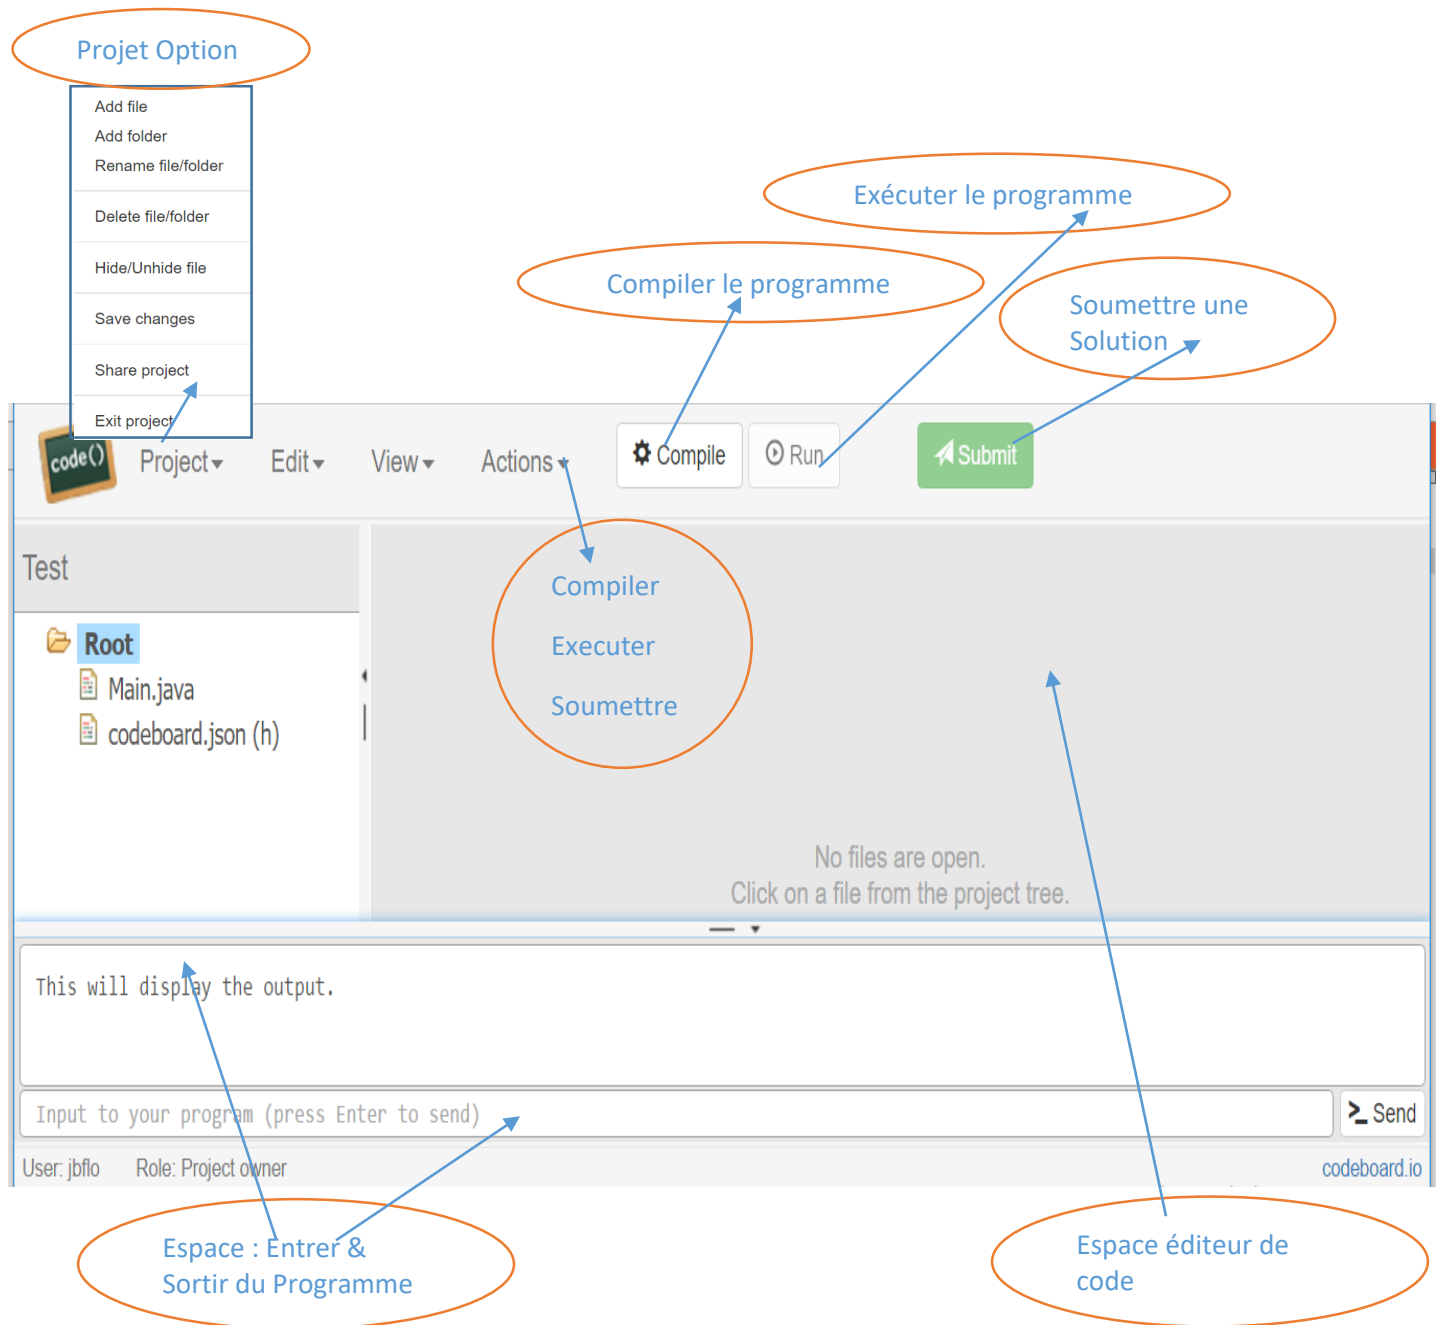 Projet Option
Add file
Add folder
Rename file/folder
Delete file/folder
Hide/Unhide file
Save changes
Share project
Exit project
Exécuter le programme
Compiler le programme
Soumettre une
Solution
code()
Project
Edit
View
Actions
Compile
Run
Submit
Test
Root
Main.java
codeboard.json (h)
Compiler
Executer
Soumettre
No files are open.
Click on a file from the project tree.
This will display the output.
Input to your program (press Enter to send)
Send
User: jbflo
Role: Project owner
codeboard.io
Espace : Entrer &
Sortir du Programme
Espace éditeur de
code